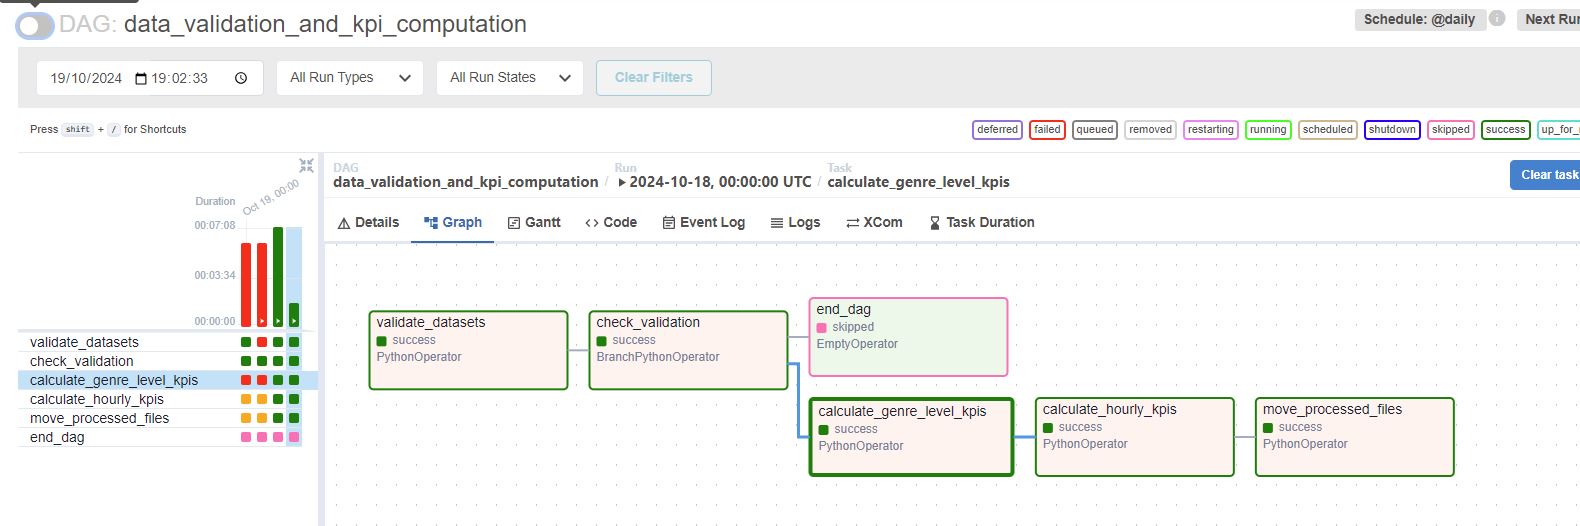 DAG: data_validation_and_kpi_computation
Schedule: @daily
Next Run
19/10/2024 19:02:33
All Run Types
All Run States
Clear Filters
Press shift + / for Shortcuts
deferred failed queued removed restarting running scheduled shutdown skipped success
Duration
Oct 19, 00:00
00:07:08
00:03:34
00:00:00
validate_datasets
check_validation
calculate_genre_level_kpis
calculate_hourly_kpis
move_processed_files
end_dag
DAG
data_validation_and_kpi_computation
Run
2024-10-18, 00:00:00 UTC
Task
calculate_genre_level_kpis
Clear task
Details Graph Gantt Code Event Log Logs XCom Task Duration
validate_datasets
success
PythonOperator
check_validation
success
BranchPythonOperator
end_dag
skipped
EmptyOperator
calculate_genre_level_kpis
success
PythonOperator
calculate_hourly_kpis
success
PythonOperator
move_processed_files
success
PythonOperator